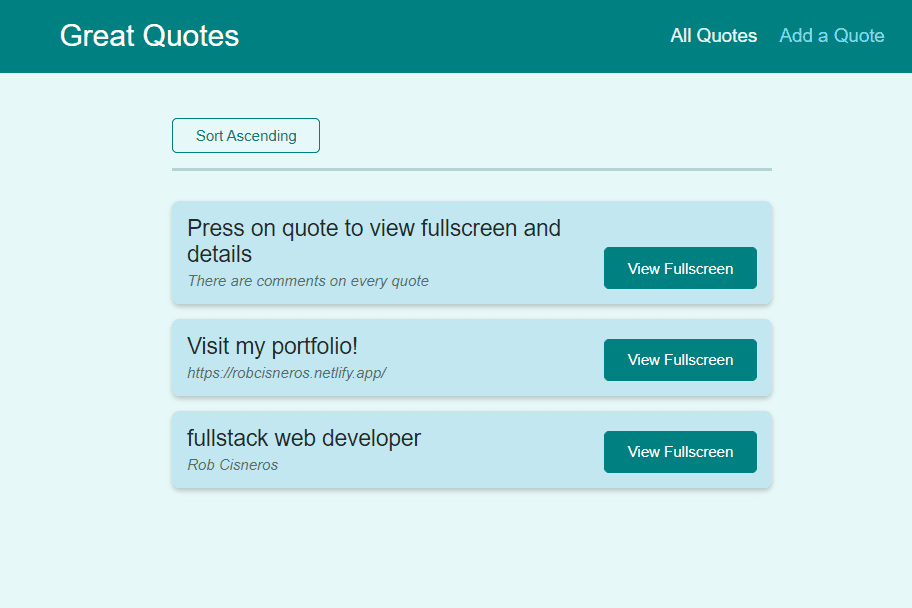 Great Quotes
All Quotes
Add a Quote
Sort Ascending
Press on quote to view fullscreen and
details
There are comments on every quote
View Fullscreen
Visit my portfolio!
https://robcisneros.netlify.app/
View Fullscreen
fullstack web developer
Rob Cisneros
View Fullscreen